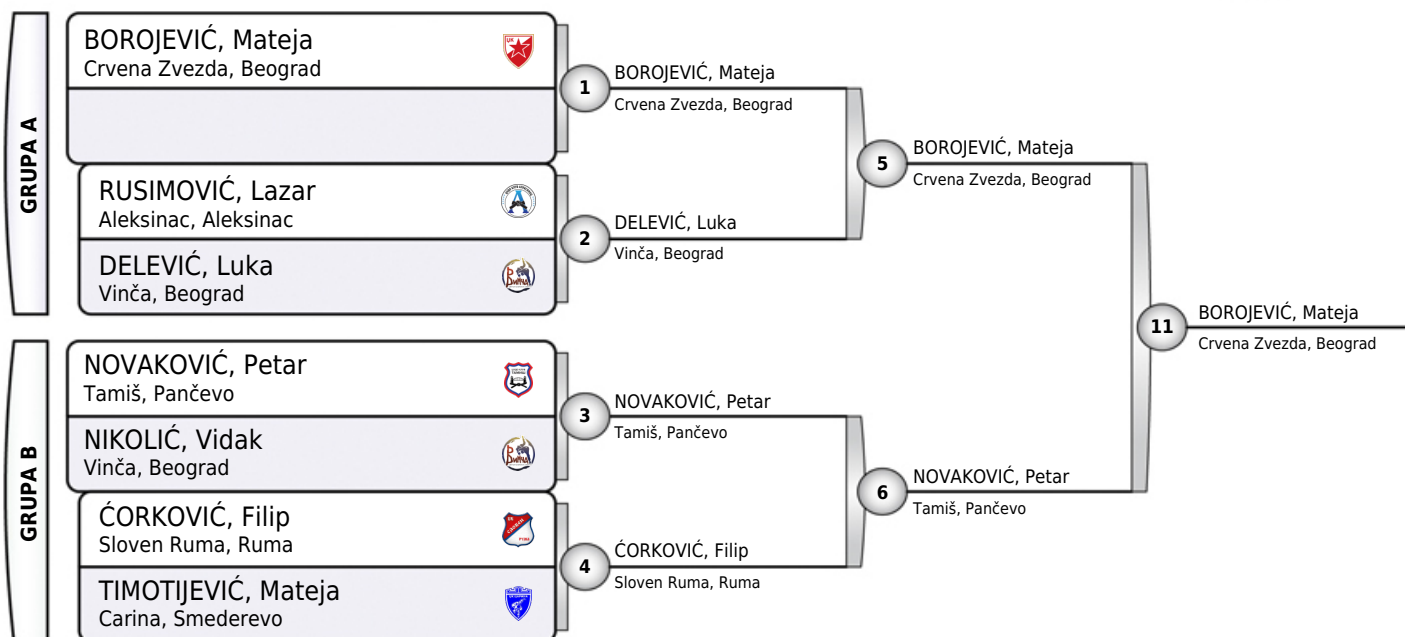 GRUPA A
BOROJEVIĆ, Mateja
Crvena Zvezda, Beograd
RUSIMOVIĆ, Lazar
Aleksinac, Aleksinac
DELEVIĆ, Luka
Vinča, Beograd
GRUPA B
NOVAKOVIĆ, Petar
Tamiš, Pančevo
NIKOLIĆ, Vidak
Vinča, Beograd
ĆORKOVIĆ, Filip
Sloven Ruma, Ruma
TIMOTIJEVIĆ, Mateja
Carina, Smederevo
1
BOROJEVIĆ, Mateja
Crvena Zvezda, Beograd
2
DELEVIĆ, Luka
Vinča, Beograd
3
NOVAKOVIĆ, Petar
Tamiš, Pančevo
4
ĆORKOVIĆ, Filip
Sloven Ruma, Ruma
5
BOROJEVIĆ, Mateja
Crvena Zvezda, Beograd
6
NOVAKOVIĆ, Petar
Tamiš, Pančevo
11
BOROJEVIĆ, Mateja
Crvena Zvezda, Beograd